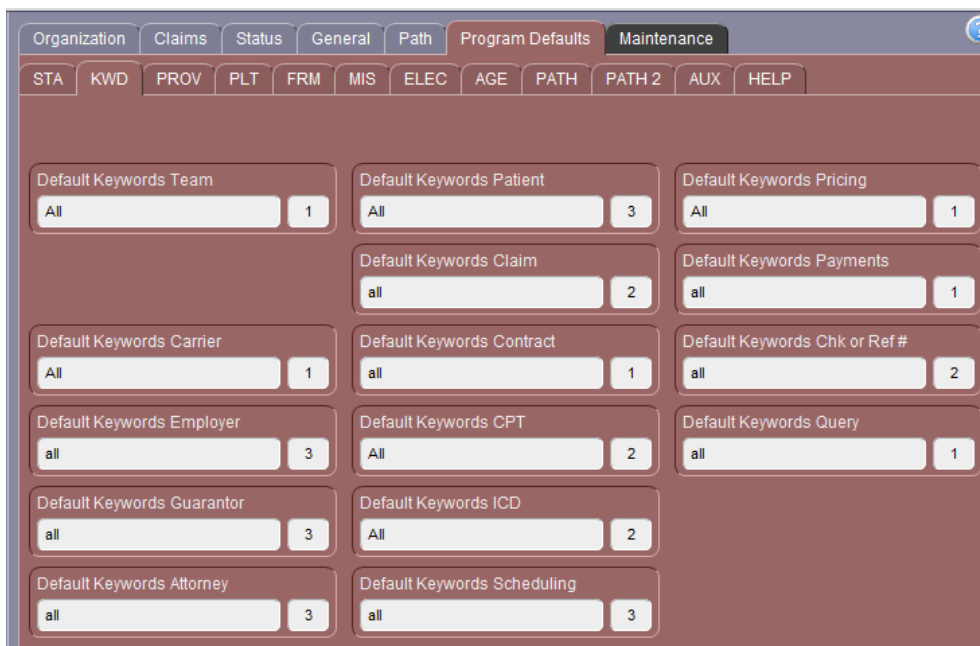 Organization Claims Status General Path Program Defaults Maintenance ?
STA KWD PROV PLT FRM MIS ELEC AGE PATH PATH 2 AUX HELP
Default Keywords Team Default Keywords Patient Default Keywords Pricing
All 1 All 3 All 1
Default Keywords Claim Default Keywords Payments
all 2 all 1
Default Keywords Carrier Default Keywords Contract Default Keywords Chk or Ref #
All 1 all 1 all 2
Default Keywords Employer Default Keywords CPT Default Keywords Query
all 3 All 2 all 1
Default Keywords Guarantor Default Keywords ICD
all 3 All 2
Default Keywords Attorney Default Keywords Scheduling
all 3 all 3